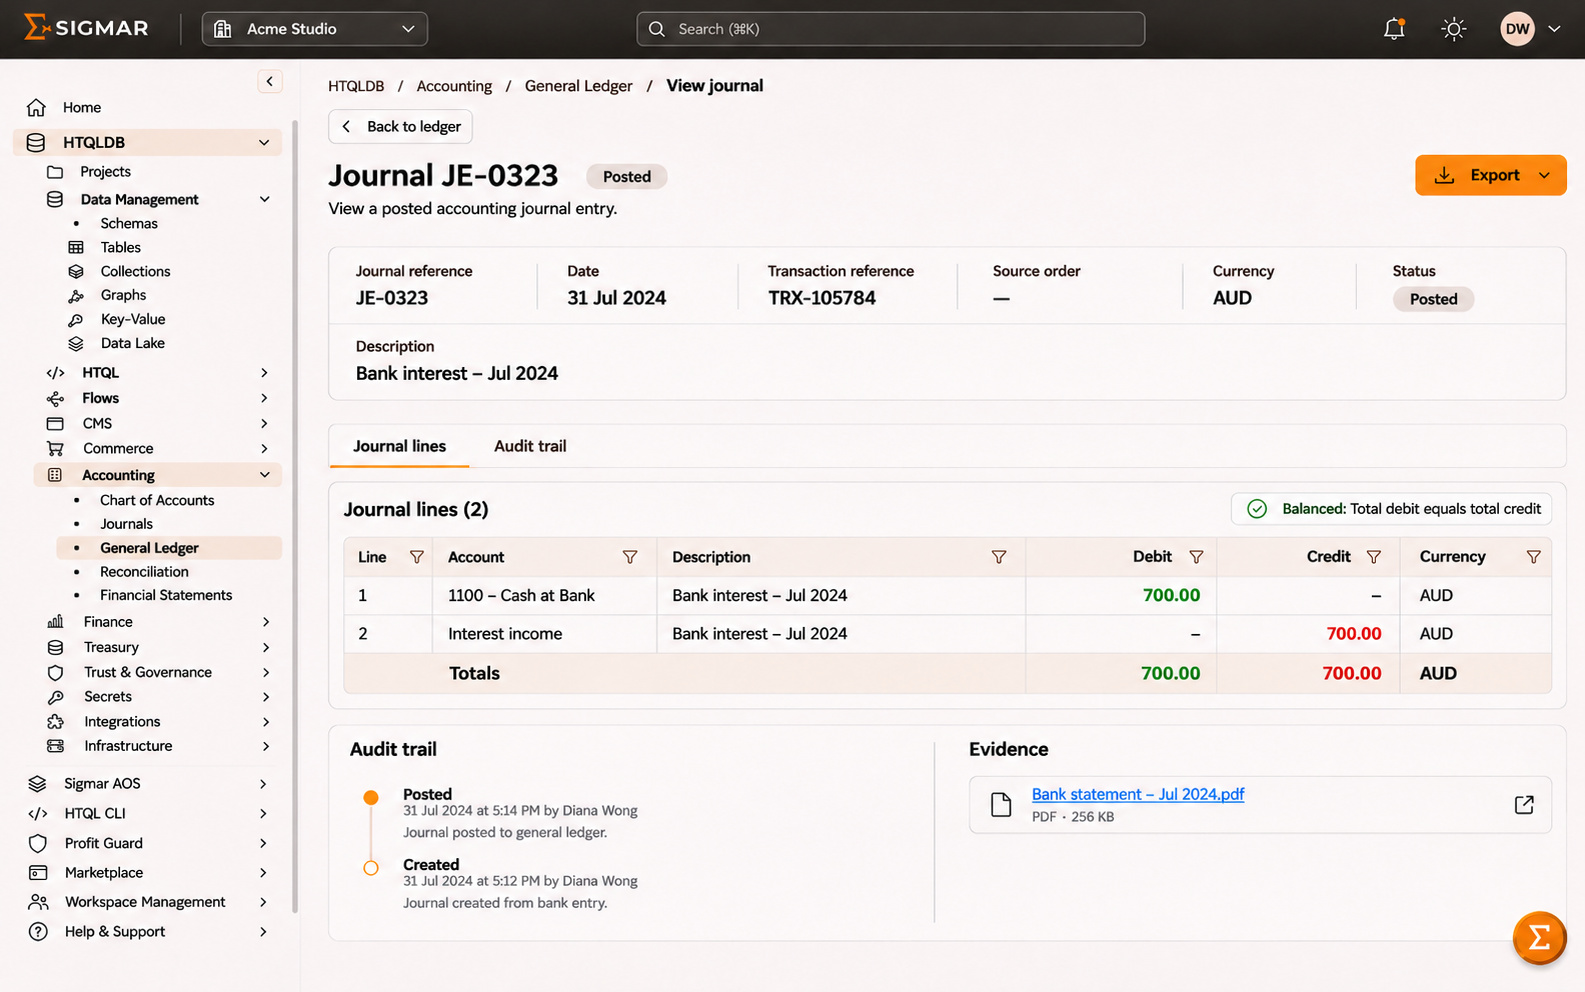 SIGMAR
Acme Studio
Search (⌘K)
DW
Home
HTQLDB
Projects
Data Management
Schemas
Tables
Collections
Graphs
Key-Value
Data Lake
HTQL
Flows
CMS
Commerce
Accounting
Chart of Accounts
Journals
General Ledger
Reconciliation
Financial Statements
Finance
Treasury
Trust & Governance
Secrets
Integrations
Infrastructure
Sigmar AOS
HTQL CLI
Profit Guard
Marketplace
Workspace Management
Help & Support
HTQLDB / Accounting / General Ledger / View journal
Back to ledger
Journal JE-0323 Posted
View a posted accounting journal entry.
Export
Journal reference Date Transaction reference Source order Currency Status
JE-0323 31 Jul 2024 TRX-105784 — AUD Posted
Description
Bank interest – Jul 2024
Journal lines Audit trail
Journal lines (2)
Balanced: Total debit equals total credit
Line Account Description Debit Credit Currency
1 1100 – Cash at Bank Bank interest – Jul 2024 700.00 – AUD
2 Interest income Bank interest – Jul 2024 – 700.00 AUD
Totals 700.00 700.00 AUD
Audit trail
Posted
31 Jul 2024 at 5:14 PM by Diana Wong
Journal posted to general ledger.
Created
31 Jul 2024 at 5:12 PM by Diana Wong
Journal created from bank entry.
Evidence
Bank statement – Jul 2024.pdf
PDF • 256 KB
Σ